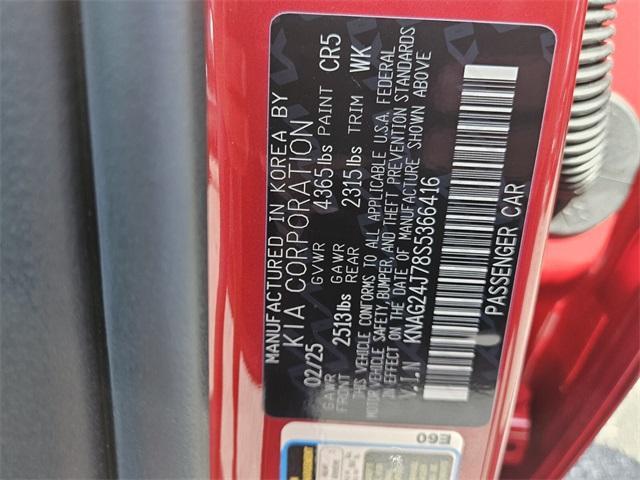 MANUFACTURED IN KOREA BY
KIA CORPORATION
02/25 GVWR 4365lbs PAINT CR5
GAWR FRONT 2513lbs GAWR REAR 2315lbs TRIM WK
THIS VEHICLE CONFORMS TO ALL APPLICABLE U.S.A. FEDERAL
MOTOR VEHICLE SAFETY, BUMPER, AND THEFT PREVENTION STANDARDS
IN EFFECT ON THE DATE OF MANUFACTURE SHOWN ABOVE
V.I.N KNAG24J78S5366416
PASSENGER CAR
E60